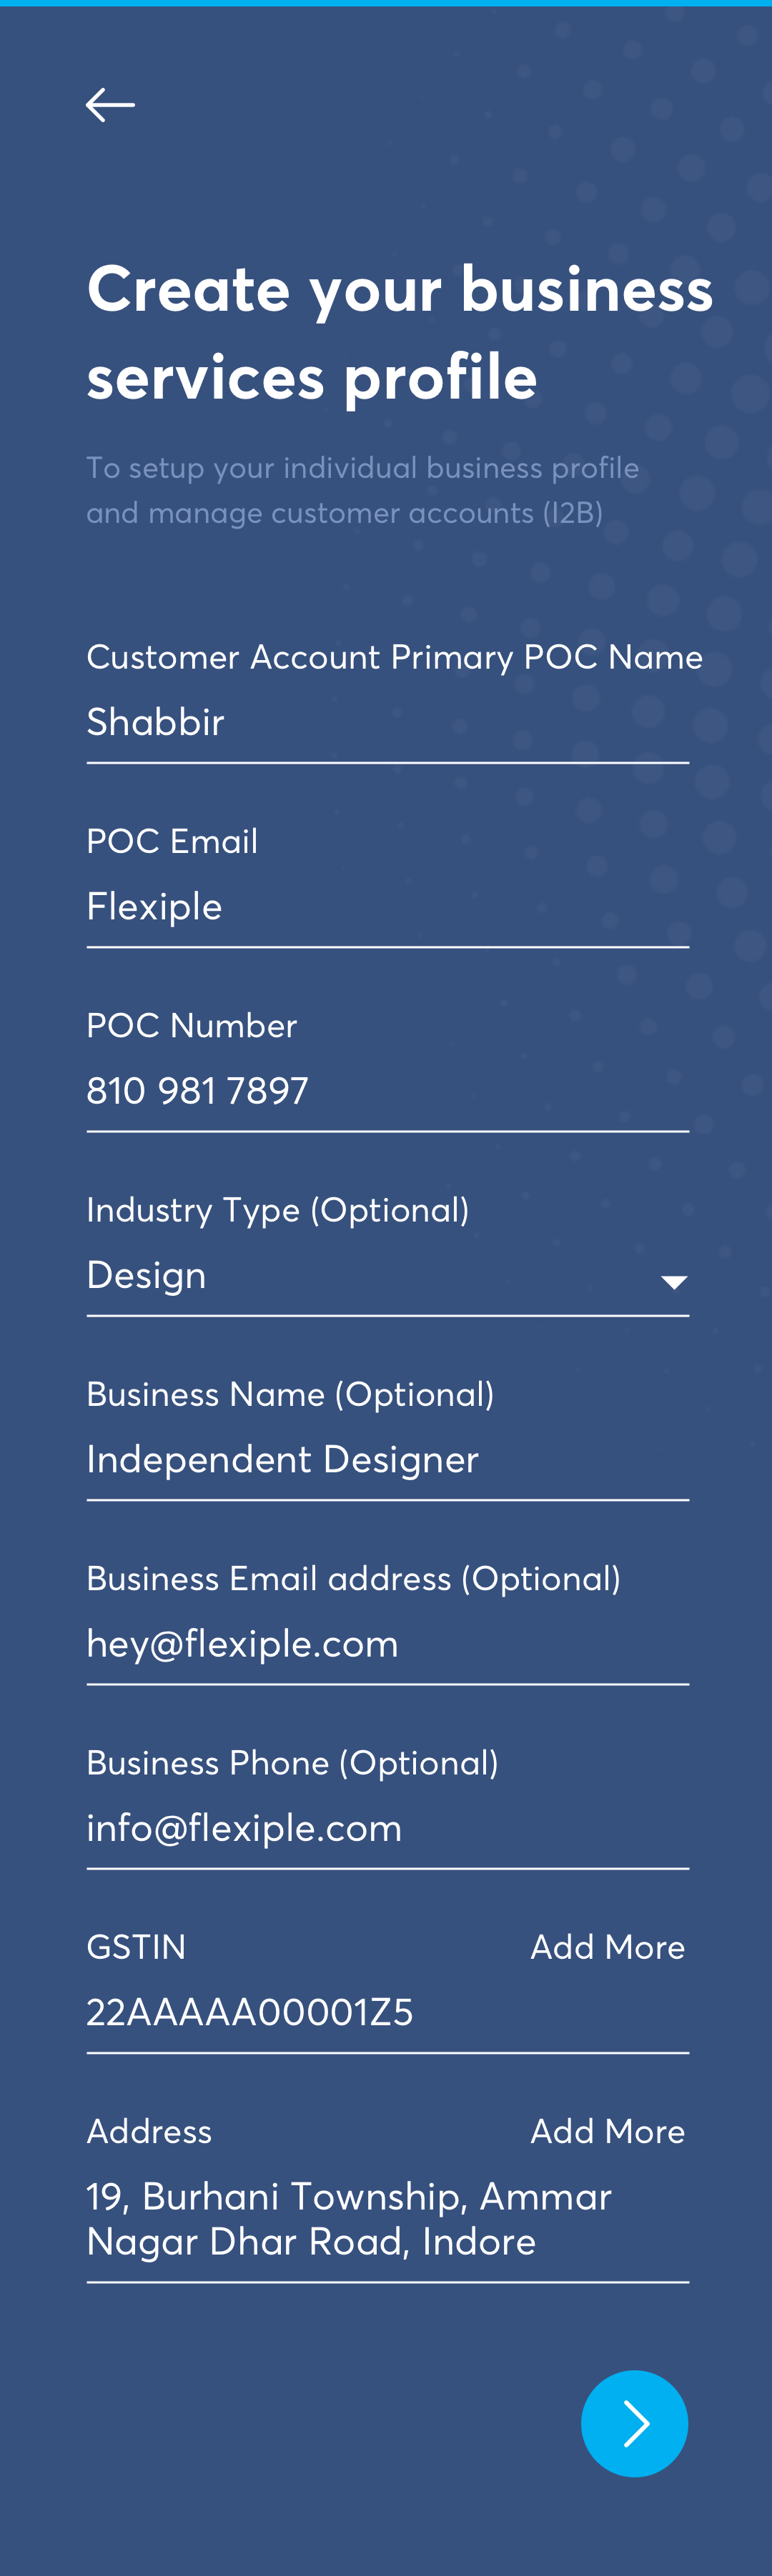 Create your business
services profile
To setup your individual business profile
and manage customer accounts (I2B)
Customer Account Primary POC Name
Shabbir
POC Email
Flexiple
POC Number
810 981 7897
Industry Type (Optional)
Design
Business Name (Optional)
Independent Designer
Business Email address (Optional)
hey@flexiple.com
Business Phone (Optional)
info@flexiple.com
GSTIN Add More
22AAAAA00001Z5
Address Add More
19, Burhani Township, Ammar
Nagar Dhar Road, Indore